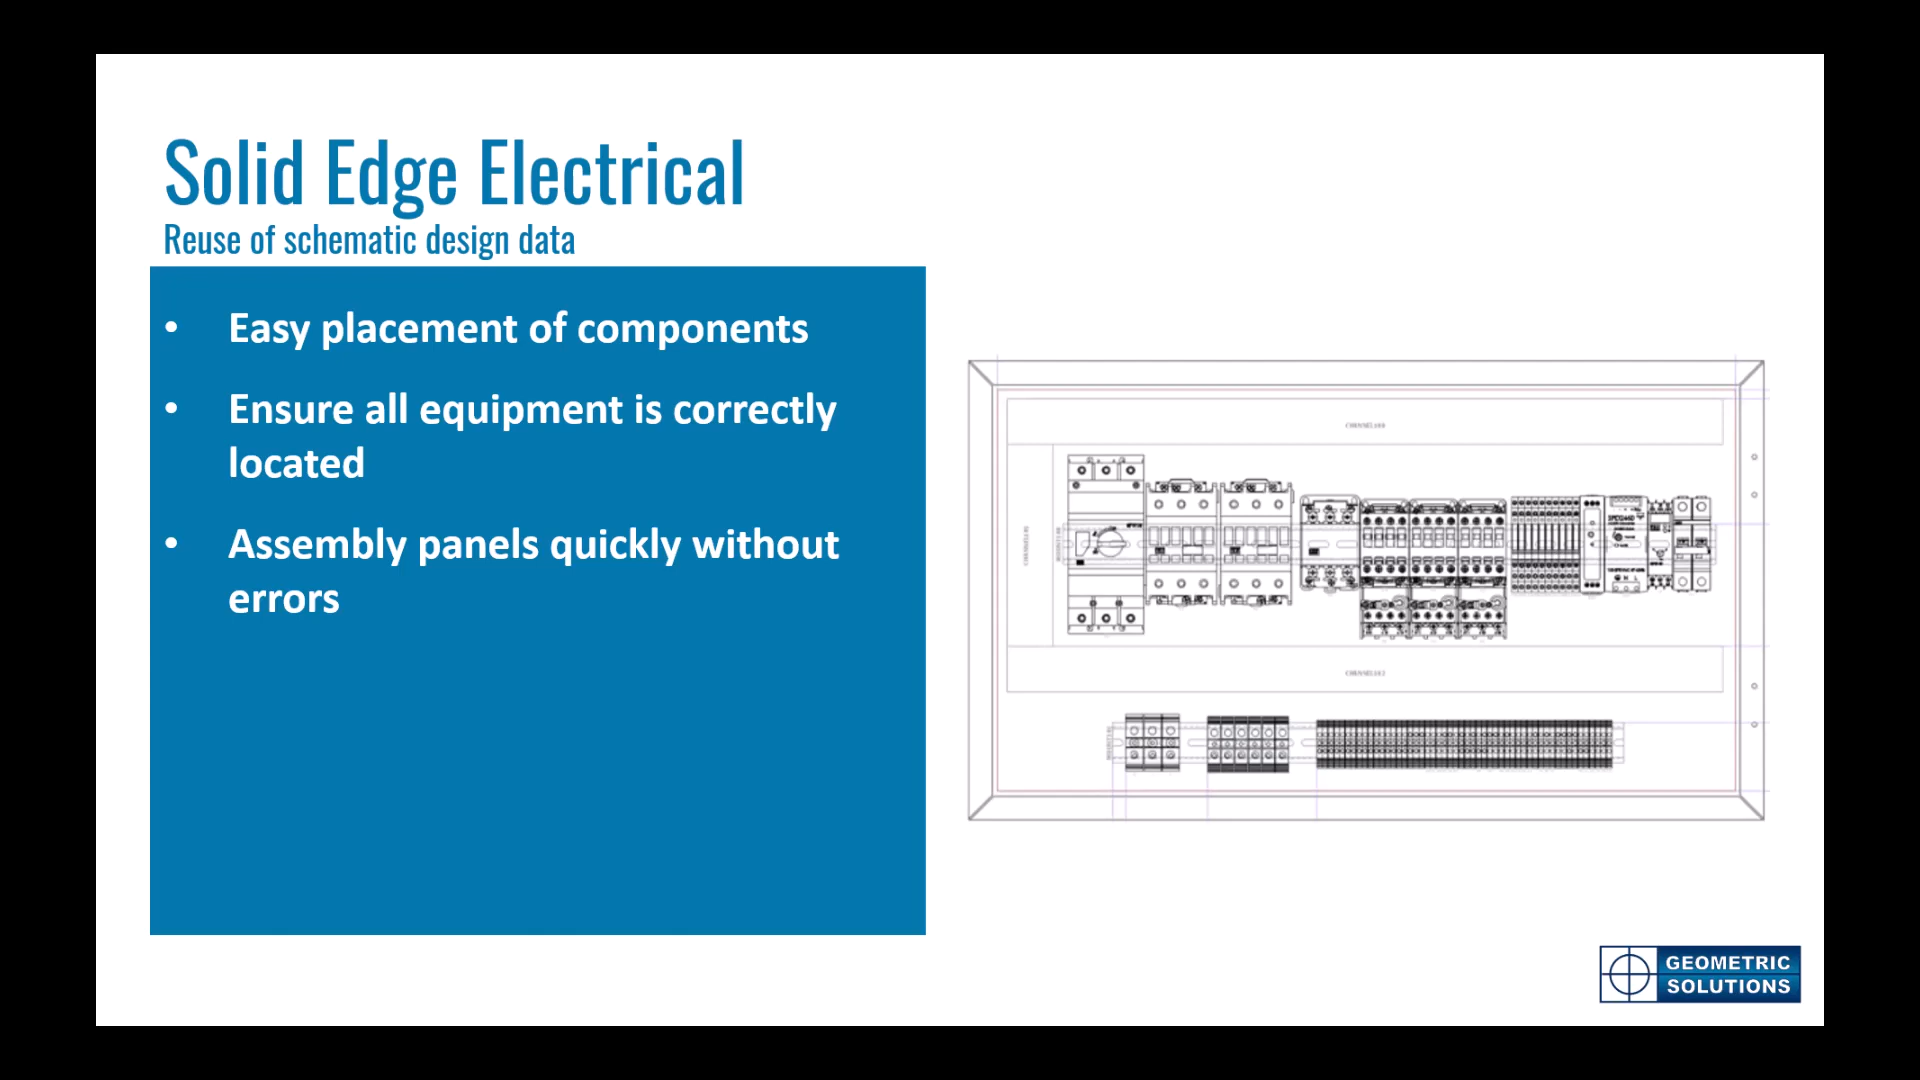 Solid Edge Electrical
Reuse of schematic design data
• Easy placement of components
• Ensure all equipment is correctly
located
• Assembly panels quickly without
errors
GEOMETRIC
SOLUTIONS